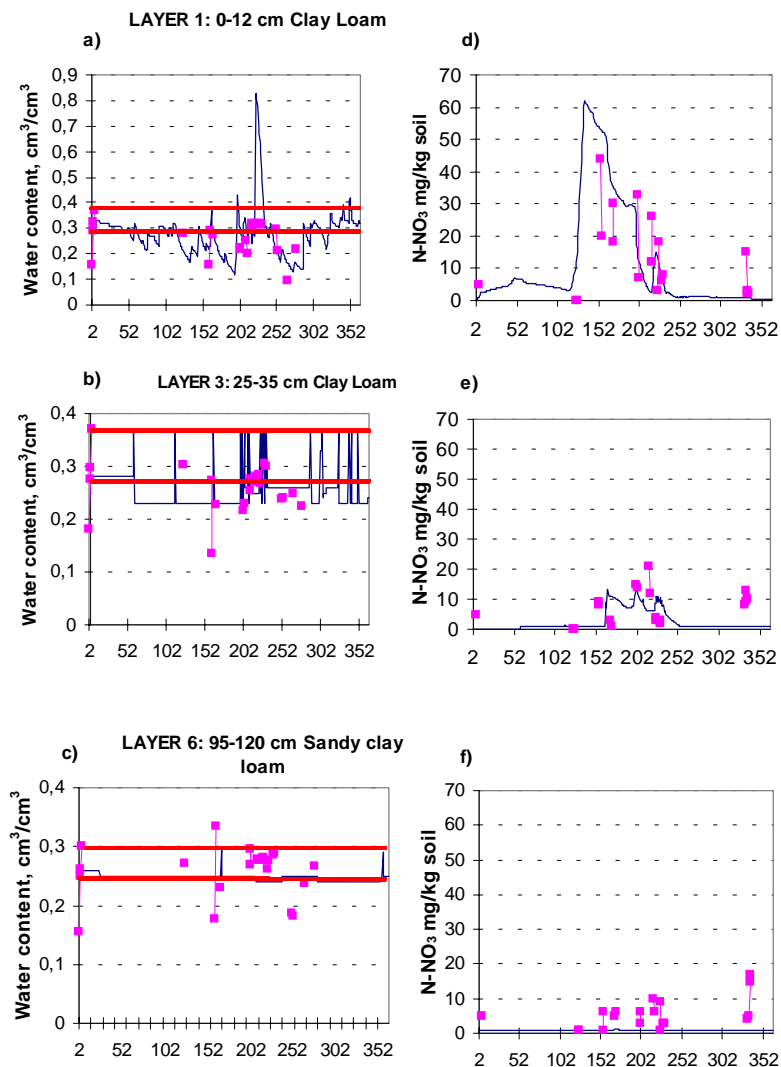 LAYER 1: 0-12 cm Clay Loam
a)
d)
Water content, cm³/cm³
0,9
0,8
0,7
0,6
0,5
0,4
0,3
0,2
0,1
0
2 52 102 152 202 252 302 352
N-NO₃ mg/kg soil
70
60
50
40
30
20
10
0
2 52 102 152 202 252 302 352
b)
LAYER 3: 25-35 cm Clay Loam
e)
Water content, cm³/cm³
0,4
0,3
0,2
0,1
0
2 52 102 152 202 252 302 352
N-NO₃ mg/kg soil
70
60
50
40
30
20
10
0
2 52 102 152 202 252 302 352
c)
LAYER 6: 95-120 cm Sandy clay
loam
f)
Water content, cm³/cm³
0,4
0,3
0,2
0,1
0
2 52 102 152 202 252 302 352
N-NO₃ mg/kg soil
70
60
50
40
30
20
10
0
2 52 102 152 202 252 302 352